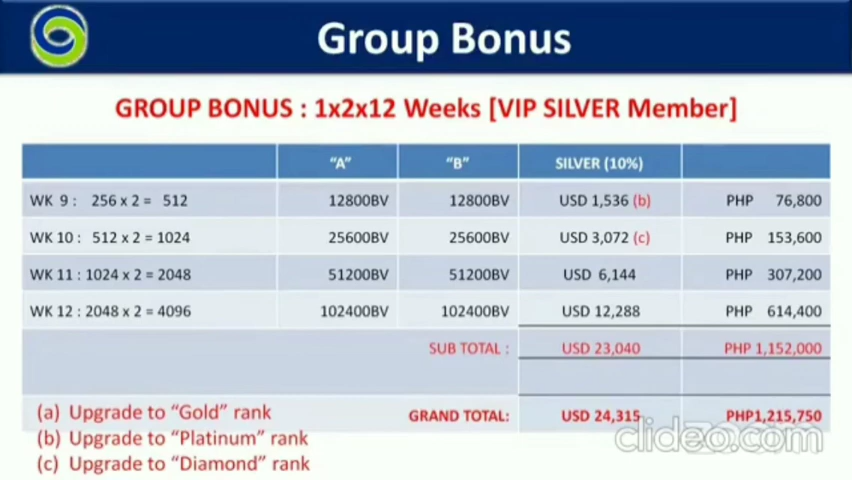 Group Bonus
GROUP BONUS : 1x2x12 Weeks [VIP SILVER Member]
"A" "B" SILVER (10%)
WK 9 : 256 x 2 = 512 12800BV 12800BV USD 1,536 (b) PHP 76,800
WK 10 : 512 x 2 = 1024 25600BV 25600BV USD 3,072 (c) PHP 153,600
WK 11 : 1024 x 2 = 2048 51200BV 51200BV USD 6,144 PHP 307,200
WK 12 : 2048 x 2 = 4096 102400BV 102400BV USD 12,288 PHP 614,400
SUB TOTAL : USD 23,040 PHP 1,152,000
(a) Upgrade to "Gold" rank GRAND TOTAL: USD 24,315 PHP1,215,750
(b) Upgrade to "Platinum" rank clideo.com
(c) Upgrade to "Diamond" rank